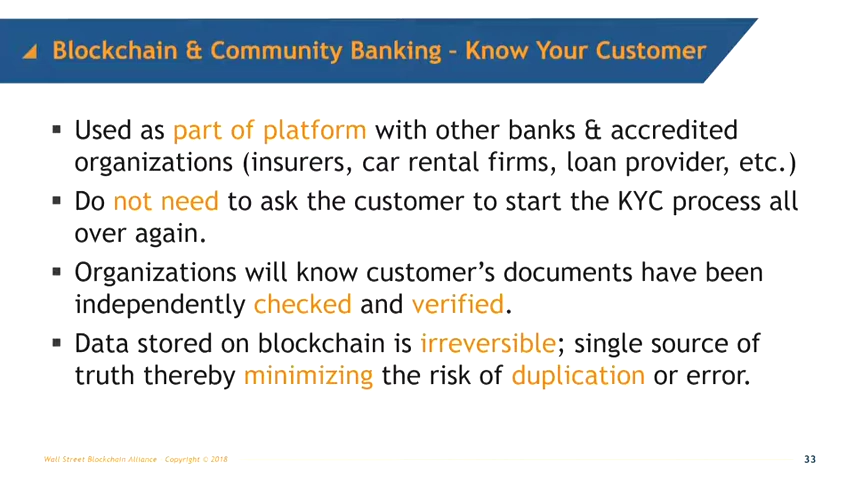 Blockchain & Community Banking – Know Your Customer
▪ Used as part of platform with other banks & accredited
organizations (insurers, car rental firms, loan provider, etc.)
▪ Do not need to ask the customer to start the KYC process all
over again.
▪ Organizations will know customer’s documents have been
independently checked and verified.
▪ Data stored on blockchain is irreversible; single source of
truth thereby minimizing the risk of duplication or error.
Wall Street Blockchain Alliance Copyright © 2018
33